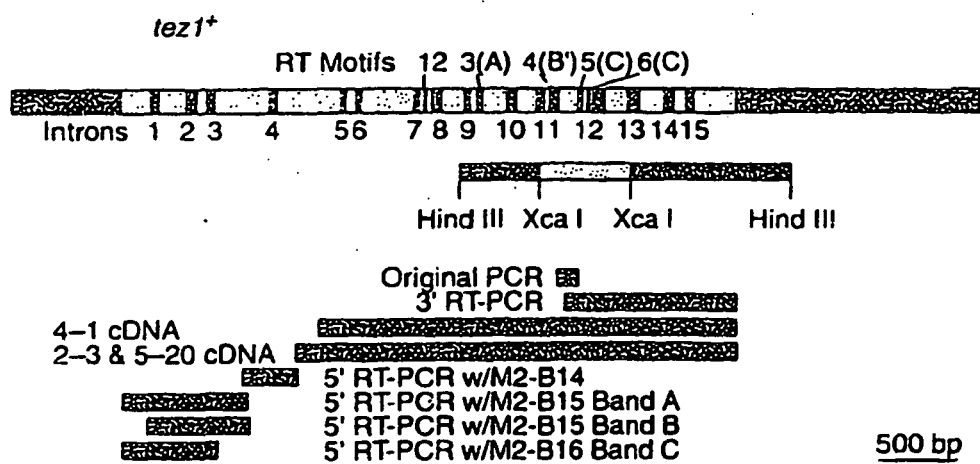 tez1+
RT Motifs 12 3(A) 4(B') 5(C) 6(C)
Introns 1 2 3 4 5 6 7 8 9 10 11 12 13 14 15
Hind III Xca I Xca I Hind III
Original PCR
3' RT-PCR
4–1 cDNA
2–3 & 5–20 cDNA
5' RT-PCR w/M2-B14
5' RT-PCR w/M2-B15 Band A
5' RT-PCR w/M2-B15 Band B
5' RT-PCR w/M2-B16 Band C
500 bp